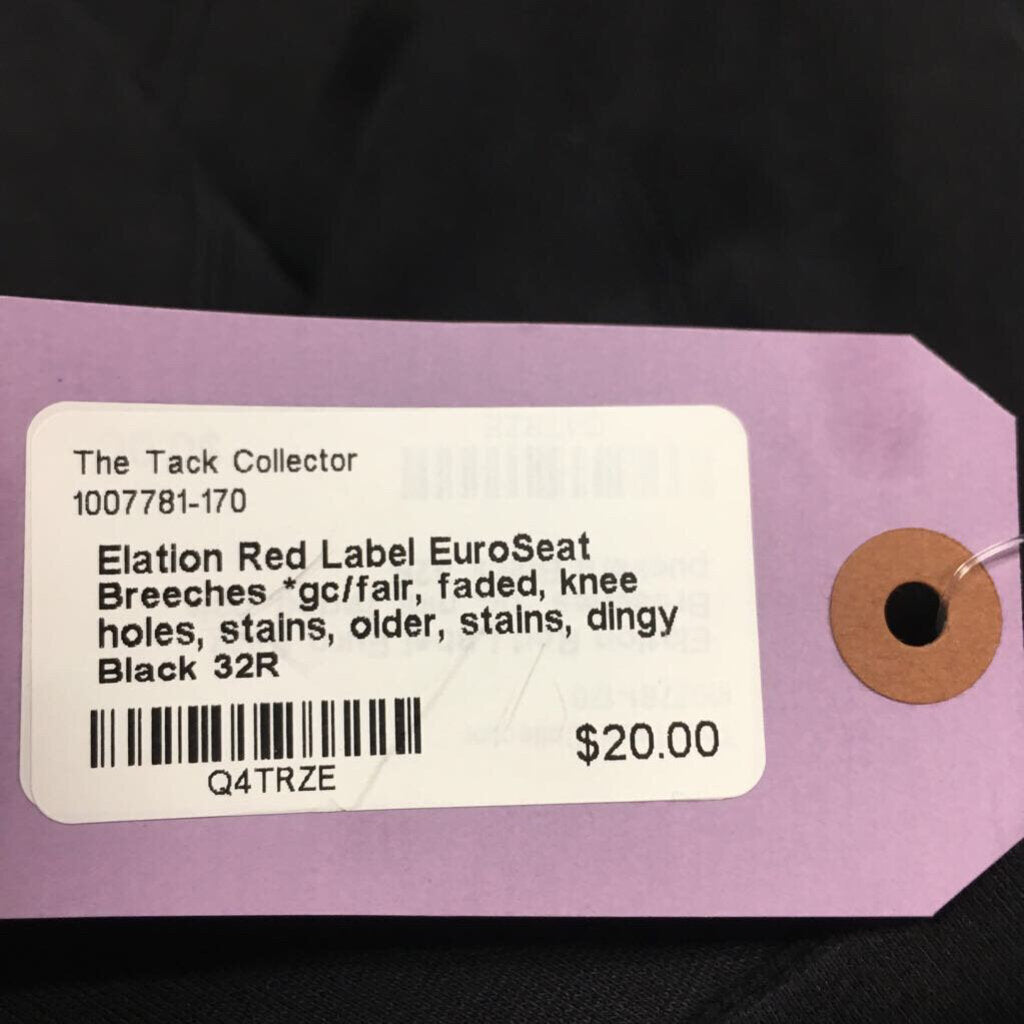 The Tack Collector
1007781-170
Elation Red Label EuroSeat
Breeches *gc/fair, faded, knee
holes, stains, older, stains, dingy
Black 32R
Q4TRZE
$20.00